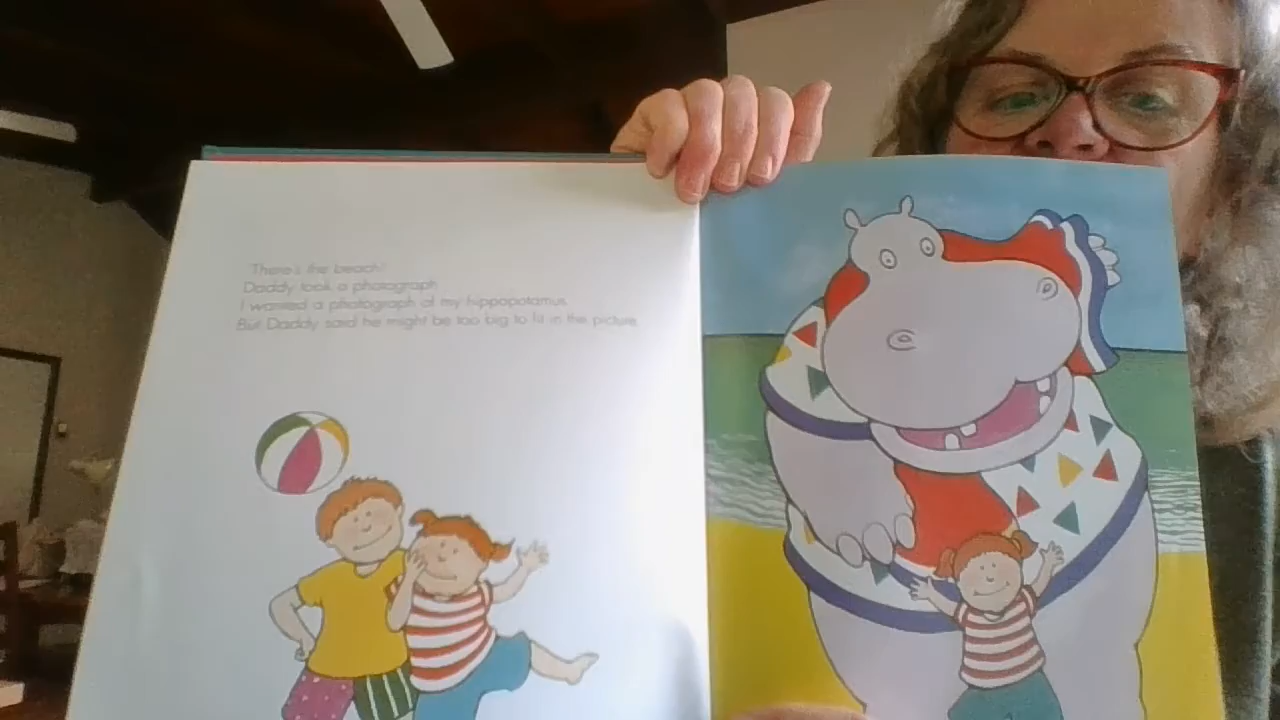 There's the beach!
Daddy took a photograph.
I wanted a photograph of my hippopotamus.
But Daddy said he might be too big to fit in the picture.